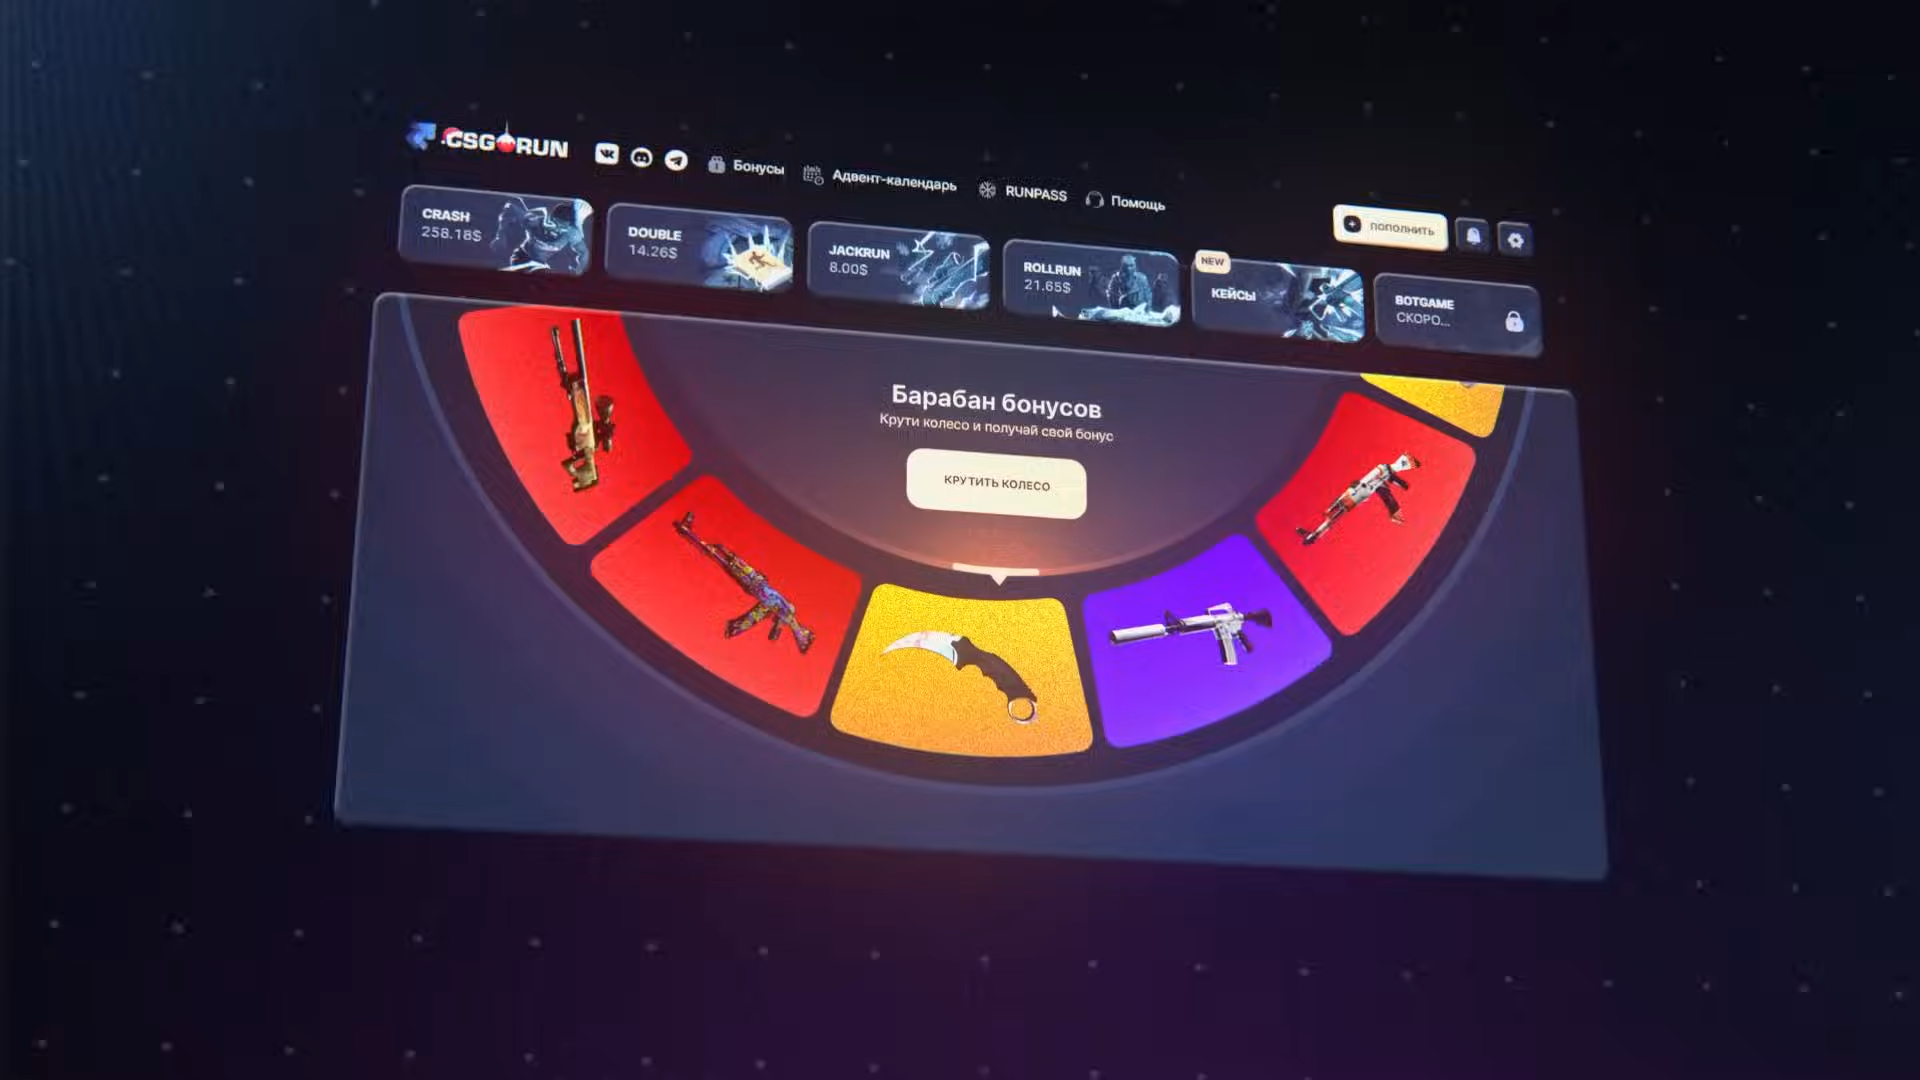 CSGORUN
Бонусы
Адвент-календарь
RUNPASS
Помощь
ПОПОЛНИТЬ
CRASH
258.18$
DOUBLE
14.26$
JACKRUN
8.00$
ROLLRUN
21.65$
NEW
КЕЙСЫ
BOTGAME
СКОРО...
Барабан бонусов
Крути колесо и получай свой бонус
КРУТИТЬ КОЛЕСО